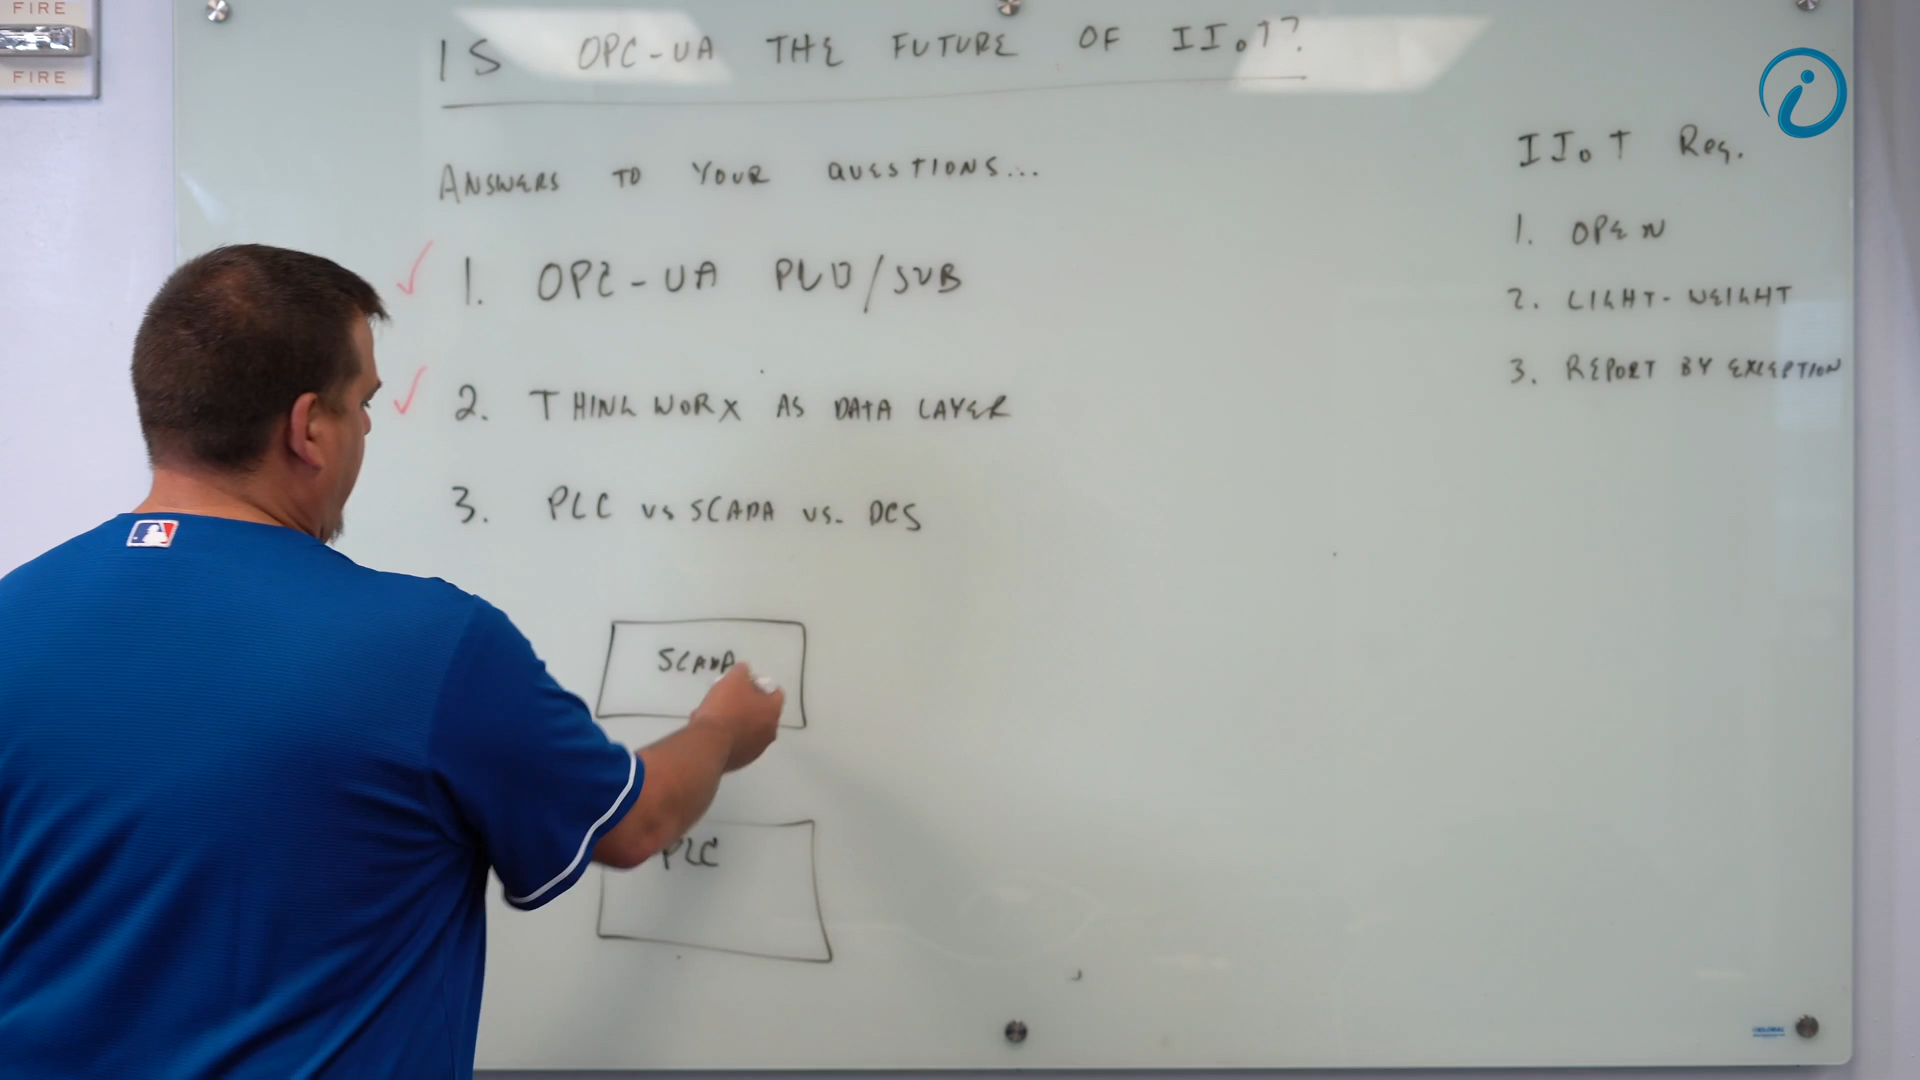 FIRE
FIRE
IS OPC-UA THE FUTURE OF IIoT?
ANSWERS TO YOUR QUESTIONS...
1. OPC-UA PUB/SUB
2. THINGWORX AS DATA LAYER
3. PLC vs SCADA vs. DCS
SCADA
PLC
IIoT Req.
1. OPEN
2. LIGHT-WEIGHT
3. REPORT BY EXCEPTION